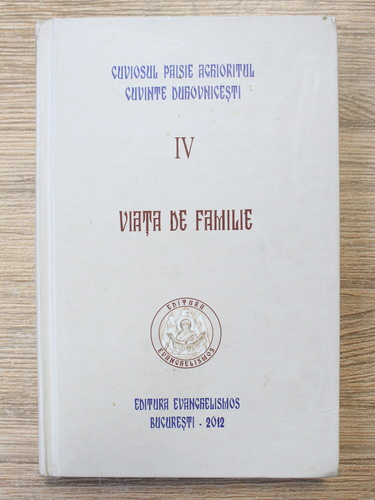 CUVIOSUL PAISIE AGHIORITUL
CUVINTE DUHOVNICEȘTI
IV
VIAȚA DE FAMILIE
EDITURA
EVANGHELISMOS
EDITURA EVANGHELISMOS
BUCUREȘTI - 2012